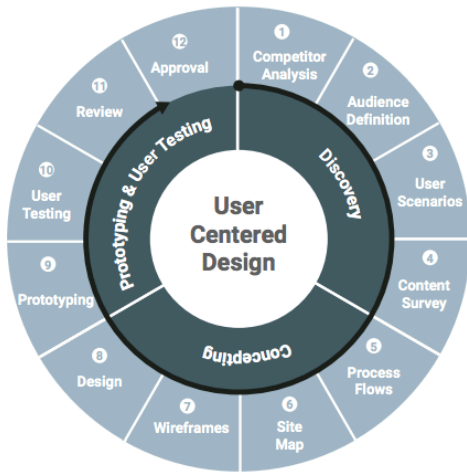 1
Competitor
Analysis
2
Audience
Definition
3
User
Scenarios
4
Content
Survey
5
Process
Flows
6
Site
Map
7
Wireframes
8
Design
9
Prototyping
10
User
Testing
11
Review
12
Approval
Discovery
Concepting
Prototyping & User Testing
User
Centered
Design